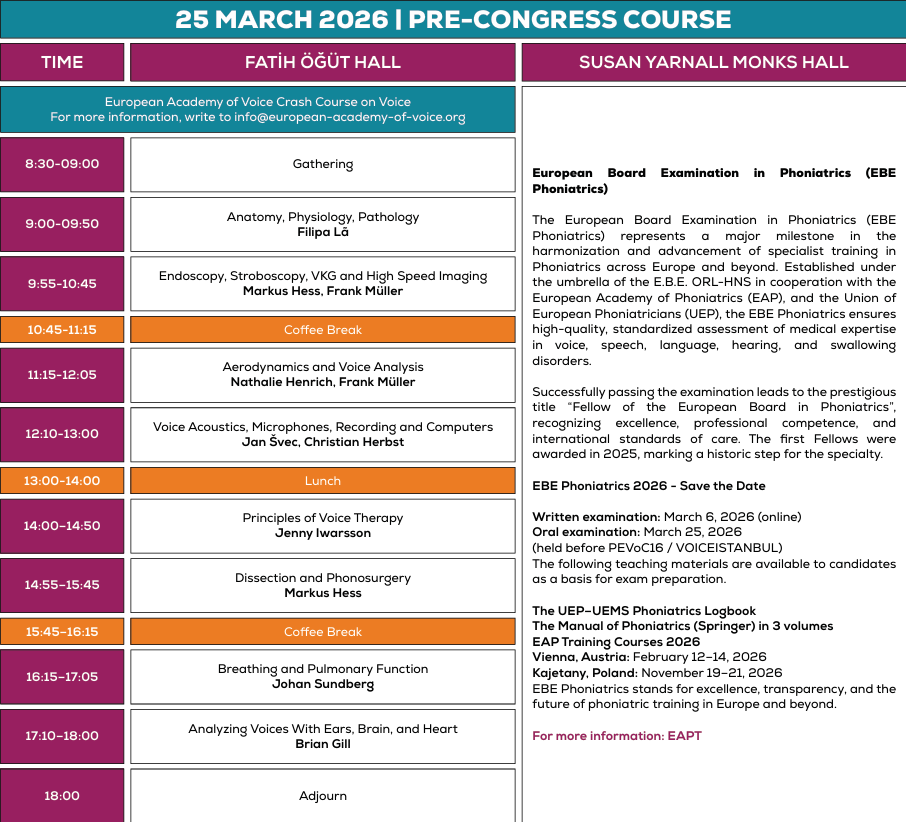 25 MARCH 2026 | PRE-CONGRESS COURSE
TIME
FATİH ÖĞÜT HALL
SUSAN YARNALL MONKS HALL
European Academy of Voice Crash Course on Voice
For more information, write to info@european-academy-of-voice.org
8:30-09:00
Gathering
9:00-09:50
Anatomy, Physiology, Pathology
Filipa Lã
9:55-10:45
Endoscopy, Stroboscopy, VKG and High Speed Imaging
Markus Hess, Frank Müller
10:45-11:15
Coffee Break
11:15-12:05
Aerodynamics and Voice Analysis
Nathalie Henrich, Frank Müller
12:10-13:00
Voice Acoustics, Microphones, Recording and Computers
Jan Švec, Christian Herbst
13:00-14:00
Lunch
14:00–14:50
Principles of Voice Therapy
Jenny Iwarsson
14:55–15:45
Dissection and Phonosurgery
Markus Hess
15:45–16:15
Coffee Break
16:15–17:05
Breathing and Pulmonary Function
Johan Sundberg
17:10–18:00
Analyzing Voices With Ears, Brain, and Heart
Brian Gill
18:00
Adjourn
European Board Examination in Phoniatrics (EBE
Phoniatrics)
The European Board Examination in Phoniatrics (EBE
Phoniatrics) represents a major milestone in the
harmonization and advancement of specialist training in
Phoniatrics across Europe and beyond. Established under
the umbrella of the E.B.E. ORL-HNS in cooperation with the
European Academy of Phoniatrics (EAP), and the Union of
European Phoniatricians (UEP), the EBE Phoniatrics ensures
high-quality, standardized assessment of medical expertise
in voice, speech, language, hearing, and swallowing
disorders.
Successfully passing the examination leads to the prestigious
title “Fellow of the European Board in Phoniatrics”,
recognizing excellence, professional competence, and
international standards of care. The first Fellows were
awarded in 2025, marking a historic step for the specialty.
EBE Phoniatrics 2026 - Save the Date
Written examination: March 6, 2026 (online)
Oral examination: March 25, 2026
(held before PEVoC16 / VOICEISTANBUL)
The following teaching materials are available to candidates
as a basis for exam preparation.
The UEP–UEMS Phoniatrics Logbook
The Manual of Phoniatrics (Springer) in 3 volumes
EAP Training Courses 2026
Vienna, Austria: February 12–14, 2026
Kajetany, Poland: November 19–21, 2026
EBE Phoniatrics stands for excellence, transparency, and the
future of phoniatric training in Europe and beyond.
For more information: EAPT